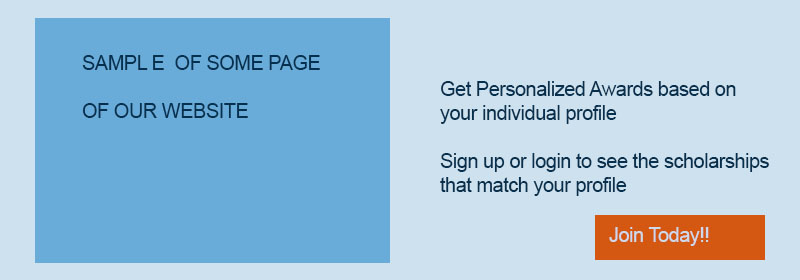 SAMPLE OF SOME PAGE
OF OUR WEBSITE
Get Personalized Awards based on
your individual profile
Sign up or login to see the scholarships
that match your profile
Join Today!!